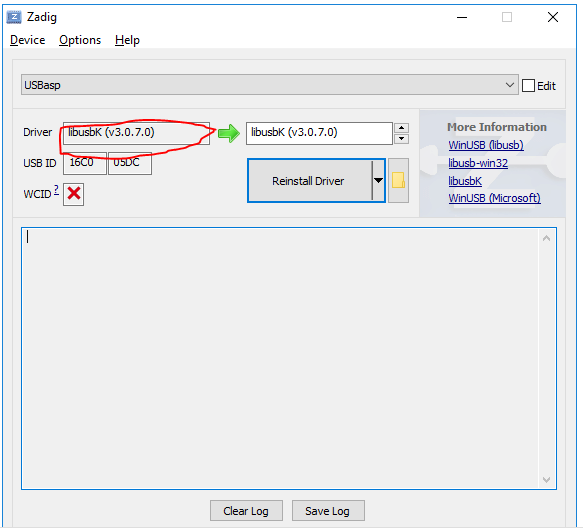 Zadig
Device Options Help
USBasp Edit
Driver libusbK (v3.0.7.0) libusbK (v3.0.7.0)
USB ID 16C0 05DC
WCID ?
Reinstall Driver
More Information
WinUSB (libusb)
libusb-win32
libusbK
WinUSB (Microsoft)
Clear Log Save Log